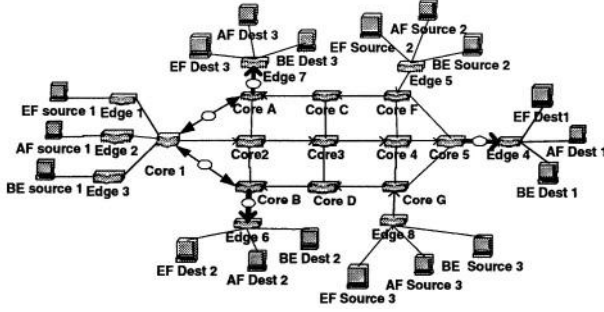 AF Dest 3
EF Dest 3
BE Dest 3
Edge 7
EF Source 2
AF Source 2
BE Source 2
Edge 5
EF source 1
Edge 1
Core A
Core C
Core F
EF Dest1
AF source 1
Edge 2
Core 1
Core2
Core3
Core 4
Core 5
Edge 4
AF Dest 1
BE source 1
Edge 3
Core B
Core D
Core G
BE Dest 1
Edge 6
Edge 8
EF Dest 2
AF Dest 2
BE Dest 2
EF Source 3
AF Source 3
BE Source 3